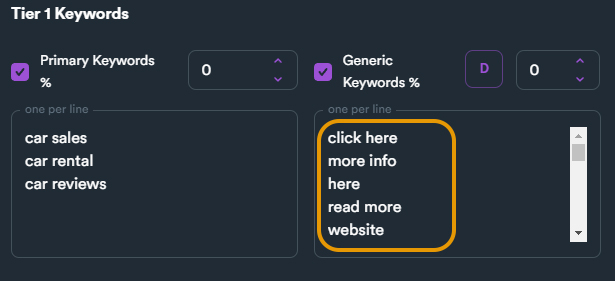 Tier 1 Keywords
Primary Keywords
%
0
Generic
Keywords %
D
0
one per line
car sales
car rental
car reviews
one per line
click here
more info
here
read more
website